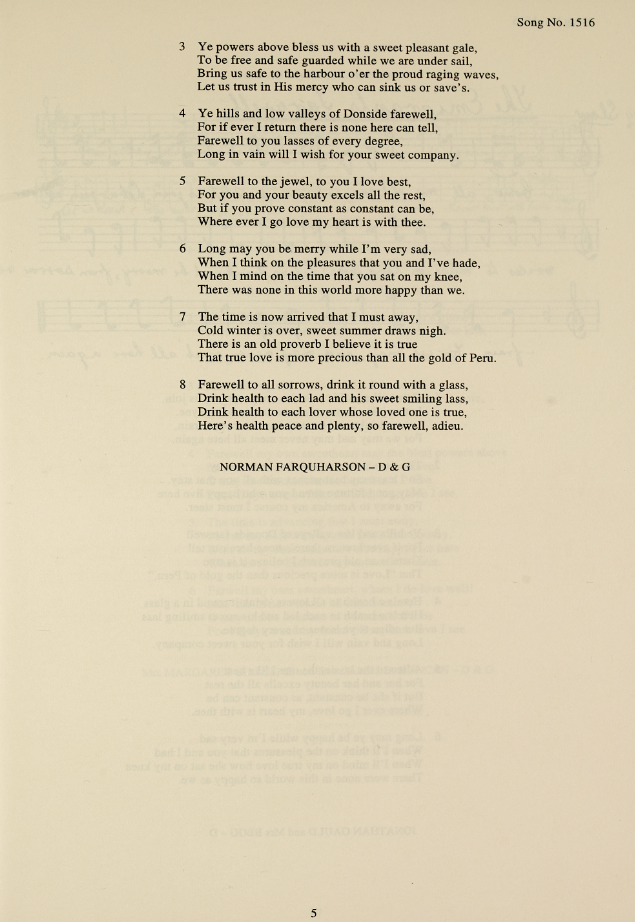 Song No. 1516
3 Ye powers above bless us with a sweet pleasant gale,
To be free and safe guarded while we are under sail,
Bring us safe to the harbour o'er the proud raging waves,
Let us trust in His mercy who can sink us or save's.
4 Ye hills and low valleys of Donside farewell,
For if ever I return there is none here can tell,
Farewell to you lasses of every degree,
Long in vain will I wish for your sweet company.
5 Farewell to the jewel, to you I love best,
For you and your beauty excels all the rest,
But if you prove constant as constant can be,
Where ever I go love my heart is with thee.
6 Long may you be merry while I'm very sad,
When I think on the pleasures that you and I've hade,
When I mind on the time that you sat on my knee,
There was none in this world more happy than we.
7 The time is now arrived that I must away,
Cold winter is over, sweet summer draws nigh.
There is an old proverb I believe it is true
That true love is more precious than all the gold of Peru.
8 Farewell to all sorrows, drink it round with a glass,
Drink health to each lad and his sweet smiling lass,
Drink health to each lover whose loved one is true,
Here's health peace and plenty, so farewell, adieu.
NORMAN FARQUHARSON – D & G
5